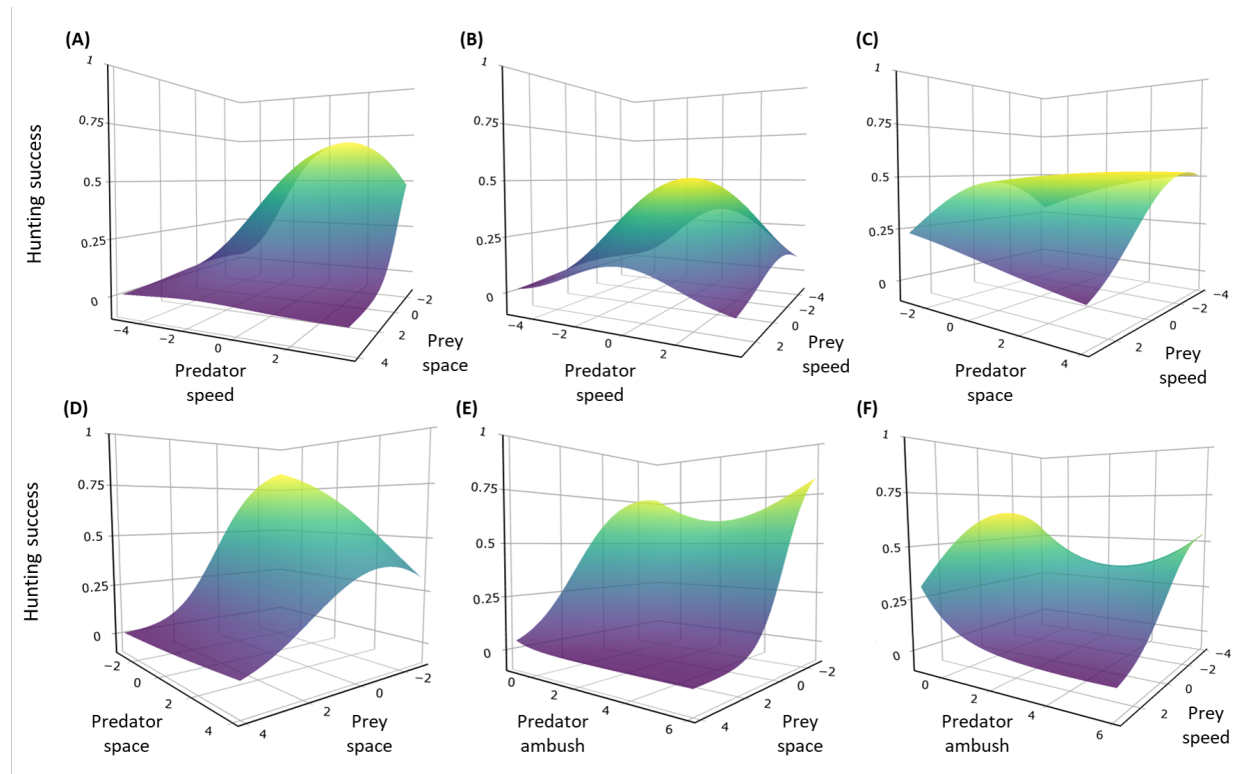 (A)
(B)
(C)
Hunting success
1
0.75
0.5
0.25
0
−4
−2
0
2
Predator
speed
−2
0
2
4
Prey
space
1
0.75
0.5
0.25
0
−4
−2
0
2
Predator
speed
−4
−2
0
2
Prey
speed
1
0.75
0.5
0.25
0
−2
0
2
4
Predator
space
−4
−2
0
2
Prey
speed
(D)
(E)
(F)
Hunting success
1
0.75
0.5
0.25
0
−2
0
2
4
Predator
space
−2
0
2
4
Prey
space
1
0.75
0.5
0.25
0
0
2
4
6
Predator
ambush
−2
0
2
4
Prey
space
1
0.75
0.5
0.25
0
0
2
4
6
Predator
ambush
−4
−2
0
2
Prey
speed